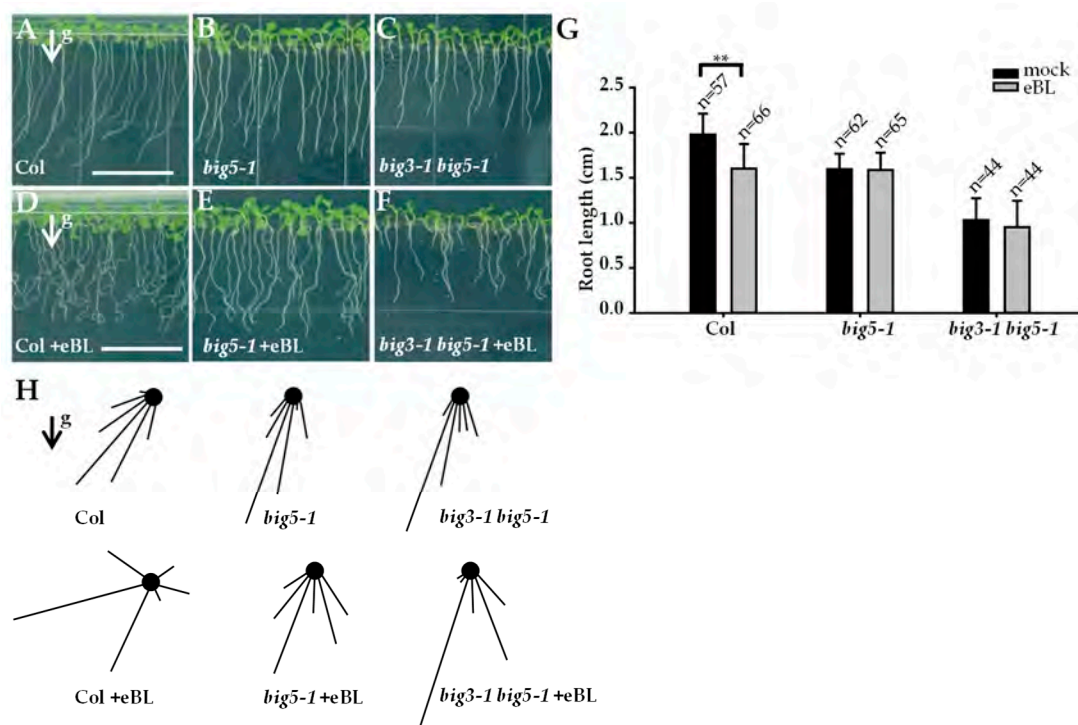 A
g
Col
B
big5-1
C
big3-1 big5-1
D
g
Col +eBL
E
big5-1 +eBL
F
big3-1 big5-1 +eBL
G
mock
eBL
**
n=57
n=66
n=62
n=65
n=44
n=44
Root length (cm)
2.5
2.0
1.5
1.0
0.5
0.0
Col
big5-1
big3-1 big5-1
H
g
Col
big5-1
big3-1 big5-1
Col +eBL
big5-1 +eBL
big3-1 big5-1 +eBL